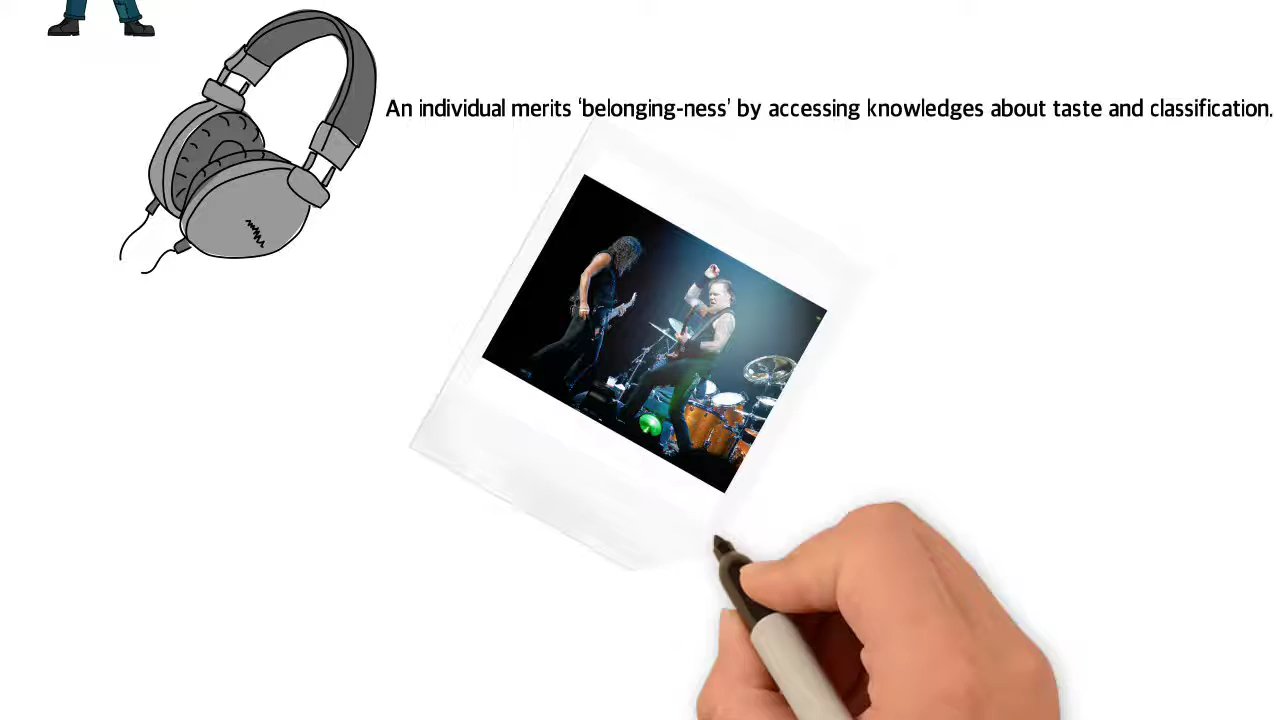 An individual merits ‘belonging-ness’ by accessing knowledges about taste and classification.